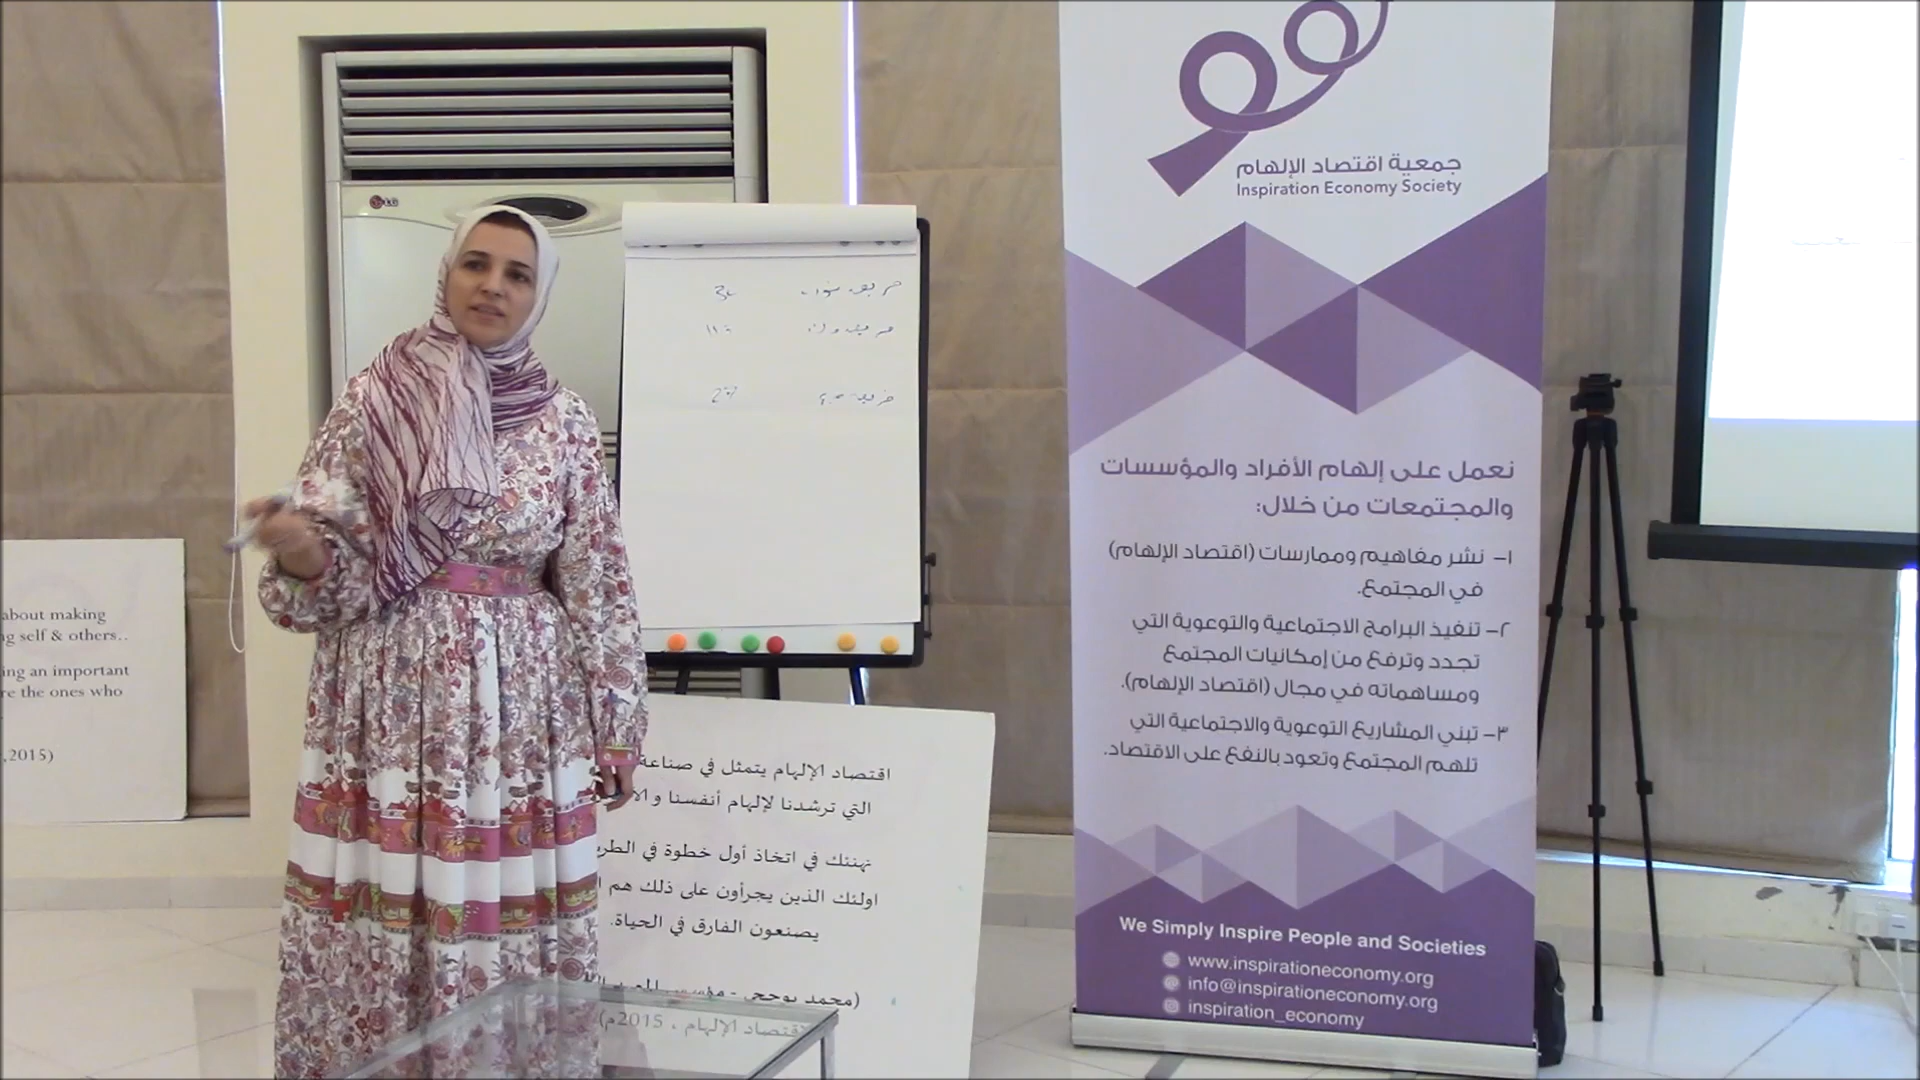 LG
جمعية اقتصاد الإلهام
Inspiration Economy Society
نعمل على إلهام الأفراد والمؤسسات
والمجتمعات من خلال:
١- نشر مفاهيم وممارسات (اقتصاد الإلهام)
في المجتمع.
٢- تنفيذ البرامج الاجتماعية والتوعوية التي
تجدد وترفع من إمكانيات المجتمع
ومساهماته في مجال (اقتصاد الإلهام).
٣- تبني المشاريع التوعوية والاجتماعية التي
تلهم المجتمع وتعود بالنفع على الاقتصاد.
We Simply Inspire People and Societies
www.inspirationeconomy.org
info@inspirationeconomy.org
inspiration_economy
about making
self & others..
an important
the ones who
,2015)
اقتصاد الإلهام يتمثل في صناعة
التي ترشدنا لإلهام أنفسنا و
نهنئك في اتخاذ أول خطوة في
اولئك الذين يجرأون على ذلك هم
يصنعون الفارق في الحياة.
(محمد بوحجي -
اقتصاد الإلهام ، 2015م)